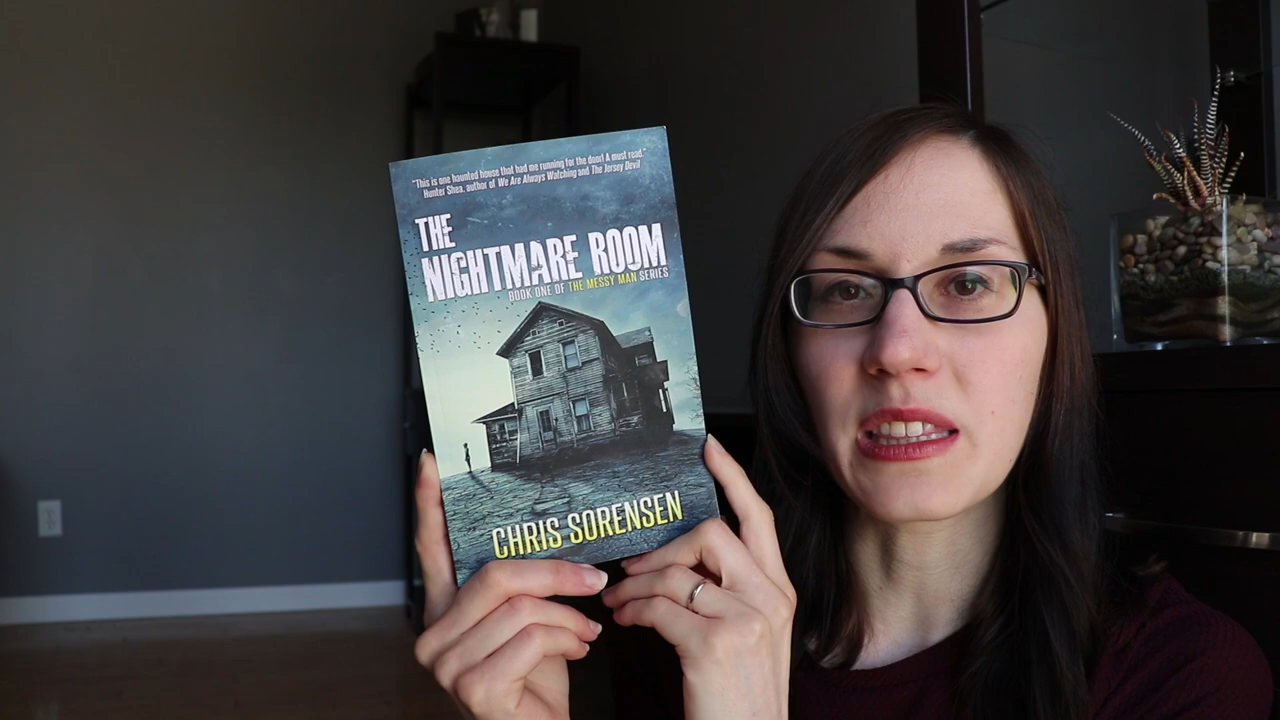 "This is one haunted house that had me running for the door! A must read."
Hunter Shea, author of We Are Always Watching and The Jersey Devil
THE
NIGHTMARE ROOM
BOOK ONE OF THE MESSY MAN SERIES
CHRIS SORENSEN